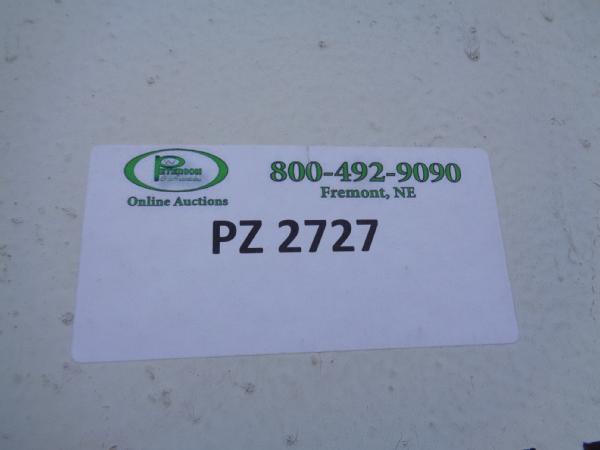 PETERSON
Online Auctions
800-492-9090
Fremont, NE
PZ 2727